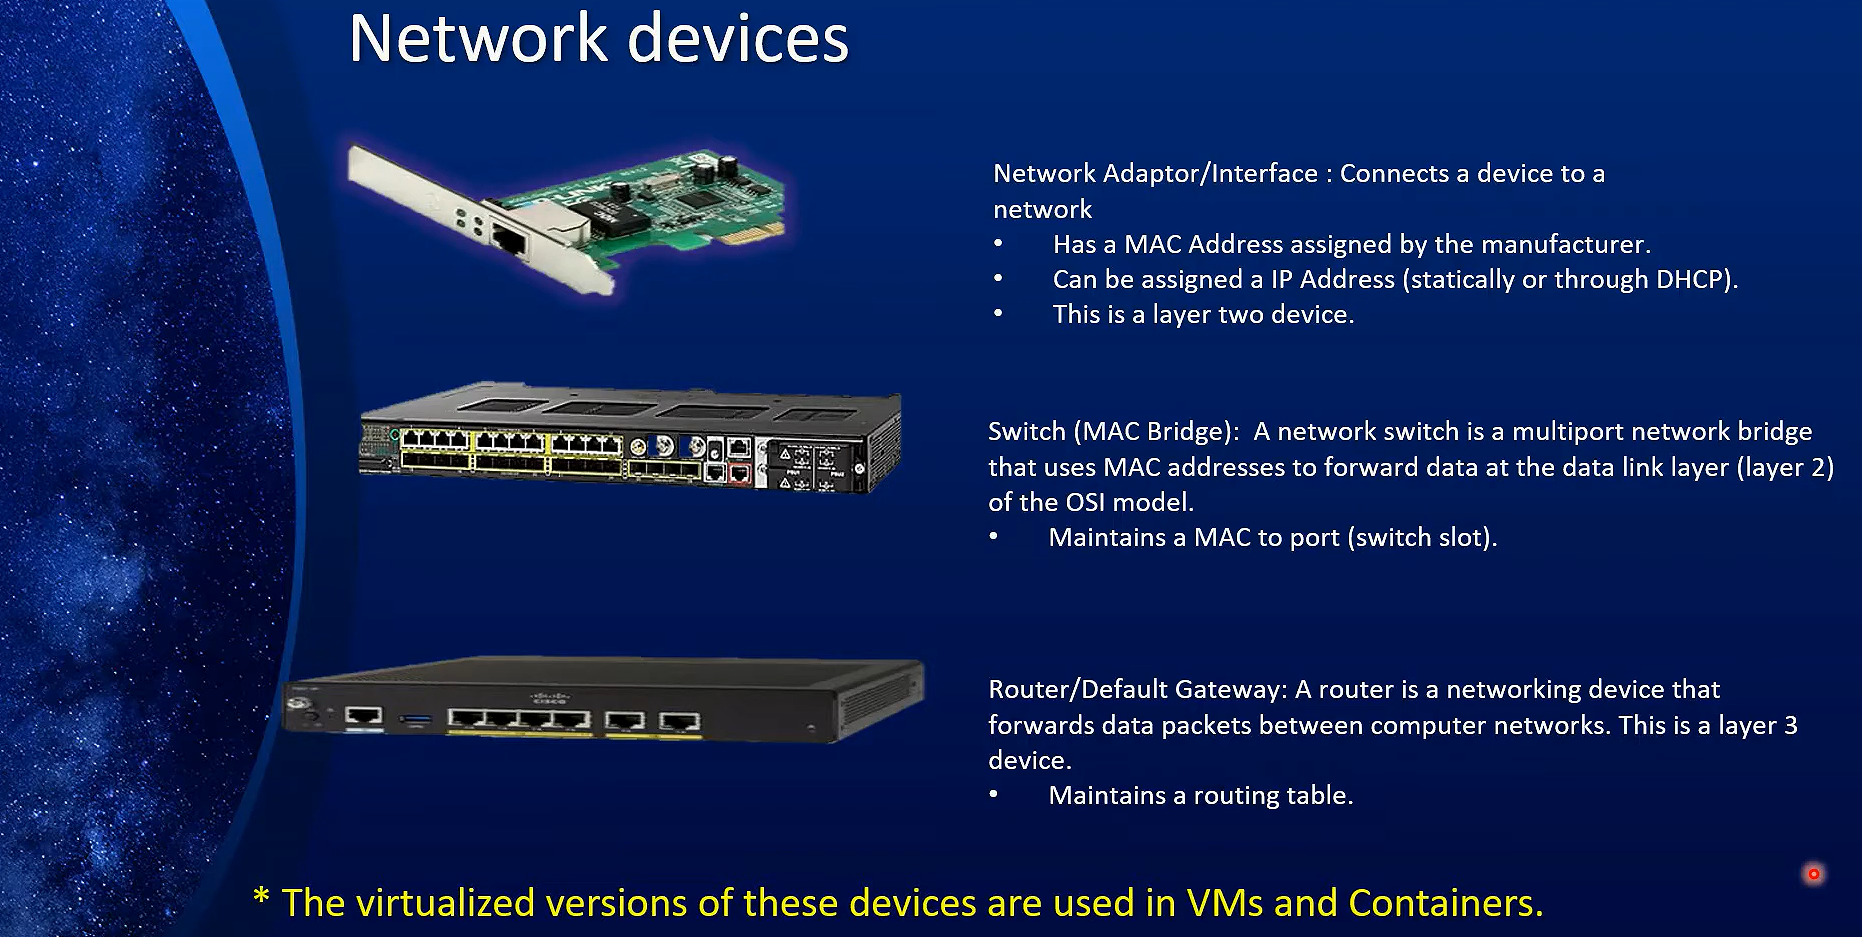 Network devices
Network Adaptor/Interface : Connects a device to a
network
• Has a MAC Address assigned by the manufacturer.
• Can be assigned a IP Address (statically or through DHCP).
• This is a layer two device.
Switch (MAC Bridge): A network switch is a multiport network bridge
that uses MAC addresses to forward data at the data link layer (layer 2)
of the OSI model.
• Maintains a MAC to port (switch slot).
CISCO
Router/Default Gateway: A router is a networking device that
forwards data packets between computer networks. This is a layer 3
device.
• Maintains a routing table.
* The virtualized versions of these devices are used in VMs and Containers.